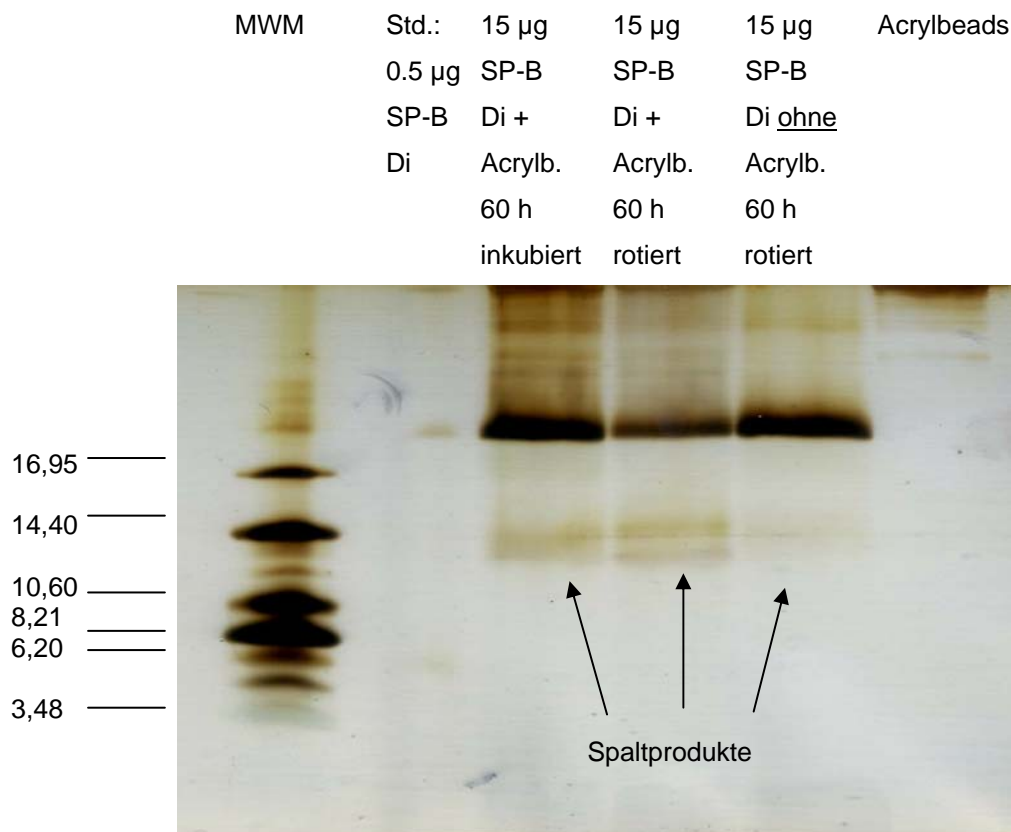 MWM
Std.:
0.5 µg
SP-B
Di
15 µg
SP-B
Di +
Acrylb.
60 h
inkubiert
15 µg
SP-B
Di +
Acrylb.
60 h
rotiert
15 µg
SP-B
Di ohne
Acrylb.
60 h
rotiert
Acrylbeads
16,95
14,40
10,60
8,21
6,20
3,48
Spaltprodukte